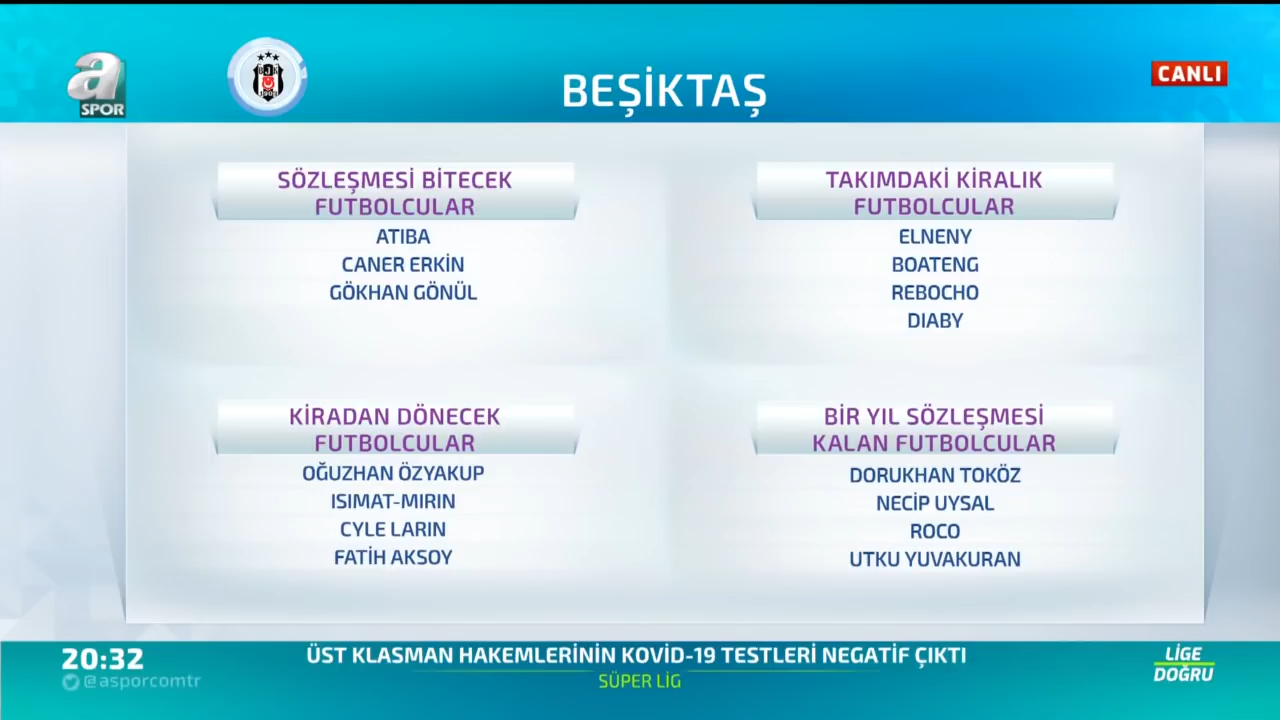 a
SPOR
BJK
1903
BEŞİKTAŞ
CANLI
SÖZLEŞMESİ BİTECEK
FUTBOLCULAR
ATIBA
CANER ERKİN
GÖKHAN GÖNÜL
TAKIMDAKİ KİRALIK
FUTBOLCULAR
ELNENY
BOATENG
REBOCHO
DIABY
KİRADAN DÖNECEK
FUTBOLCULAR
OĞUZHAN ÖZYAKUP
ISIMAT-MIRIN
CYLE LARIN
FATİH AKSOY
BİR YIL SÖZLEŞMESİ
KALAN FUTBOLCULAR
DORUKHAN TOKÖZ
NECİP UYSAL
ROCO
UTKU YUVAKURAN
20:32
@asporcomtr
ÜST KLASMAN HAKEMLERİNİN KOVİD-19 TESTLERİ NEGATİF ÇIKTI
SÜPER LİG
LİGE
DOĞRU